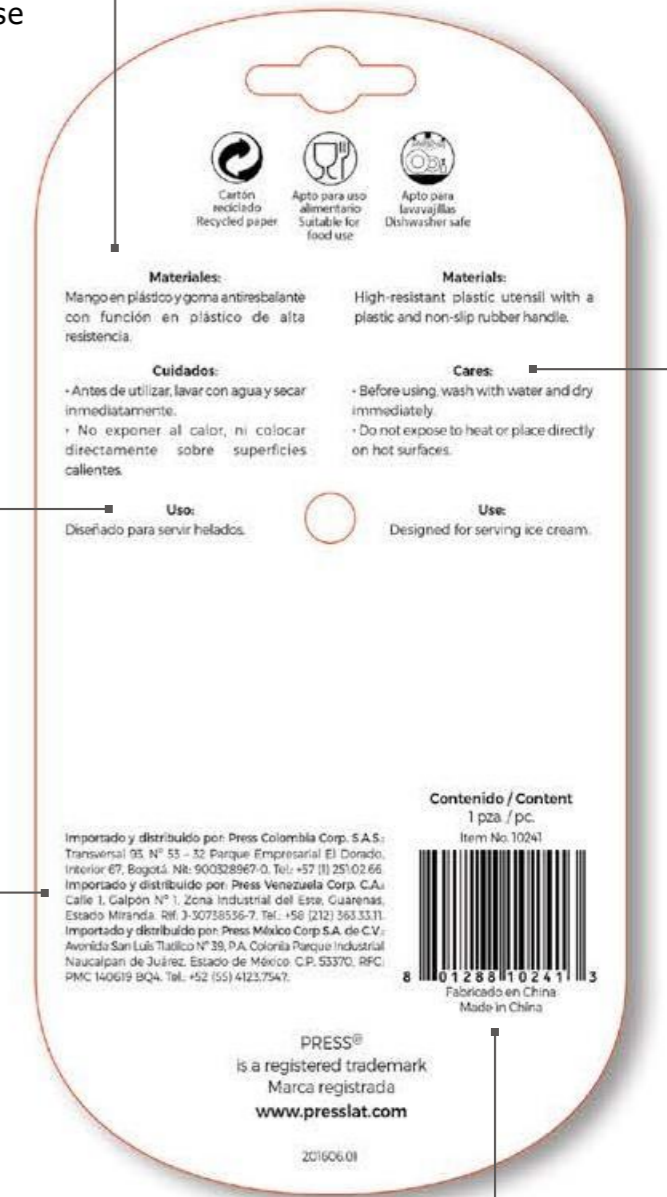 se
Cartón
reciclado
Recycled paper
Apto para uso
alimentario
Suitable for
food use
Apto para
lavavajillas
Dishwasher safe
Materiales:
Mango en plástico y goma antiresbalante
con función en plástico de alta
resistencia.
Materials:
High-resistant plastic utensil with a
plastic and non-slip rubber handle.
Cuidados:
• Antes de utilizar, lavar con agua y secar
inmediatamente.
• No exponer al calor, ni colocar
directamente sobre superficies
calientes.
Cares:
• Before using, wash with water and dry
immediately.
• Do not expose to heat or place directly
on hot surfaces.
Uso:
Diseñado para servir helados.
Use:
Designed for serving ice cream.
Importado y distribuido por: Press Colombia Corp. S.A.S.:
Transversal 93, N° 53 – 32 Parque Empresarial El Dorado,
Interior 67, Bogotá. Nit: 900328967-0. Tel.: +57 (1) 251.02.66.
Importado y distribuido por: Press Venezuela Corp. C.A.:
Calle 1, Galpón N° 1, Zona Industrial del Este, Guarenas,
Estado Miranda. Rif: J-30738536-7. Tel.: +58 (212) 363.33.11.
Importado y distribuido por: Press México Corp S.A. de C.V.:
Avenida San Luis Tlatilco N° 39, P.A. Colonia Parque Industrial
Naucalpan de Juárez, Estado de México. C.P. 53370, RFC:
PMC 140619 BQ4. Tel.: +52 (55) 4123.7547.
Contenido / Content
1 pza. / pc.
Item No. 10241
8 01288 10241 3
Fabricado en China
Made in China
PRESS®
is a registered trademark
Marca registrada
www.presslat.com
201606.01